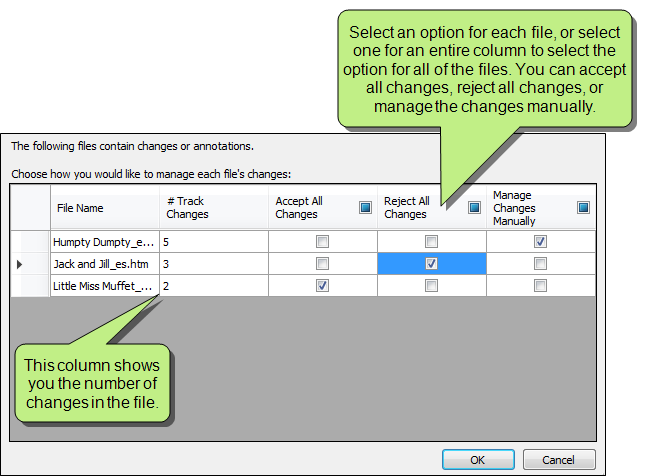 Select an option for each file, or select
one for an entire column to select the
option for all of the files. You can accept
all changes, reject all changes, or
manage the changes manually.
The following files contain changes or annotations.
Choose how you would like to manage each file's changes:
File Name
# Track
Changes
Accept All
Changes
Reject All
Changes
Manage
Changes
Manually
Humpty Dumpty_e... 5
Jack and Jill_es.htm 3
Little Miss Muffet_... 2
This column shows
you the number of
changes in the file.
OK Cancel